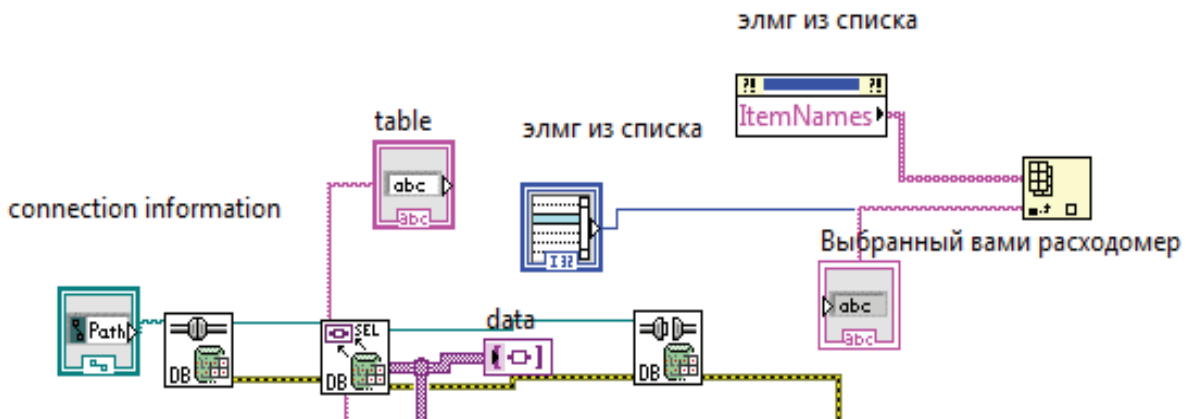 элмг из списка
?! ?!
ItemNames
table
abc
abc
элмг из списка
I32
connection information
Выбранный вами расходомер
Path
abc
abc
SEL
data
DB
DB
DB